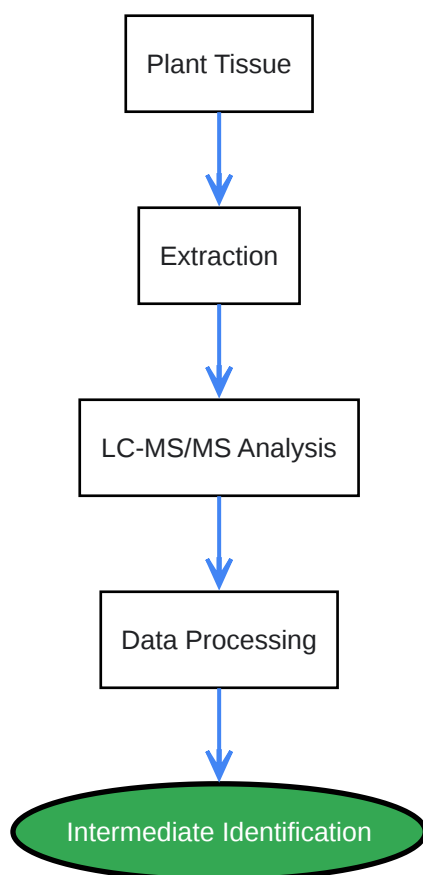 Plant Tissue
Extraction
LC-MS/MS Analysis
Data Processing
Intermediate Identification